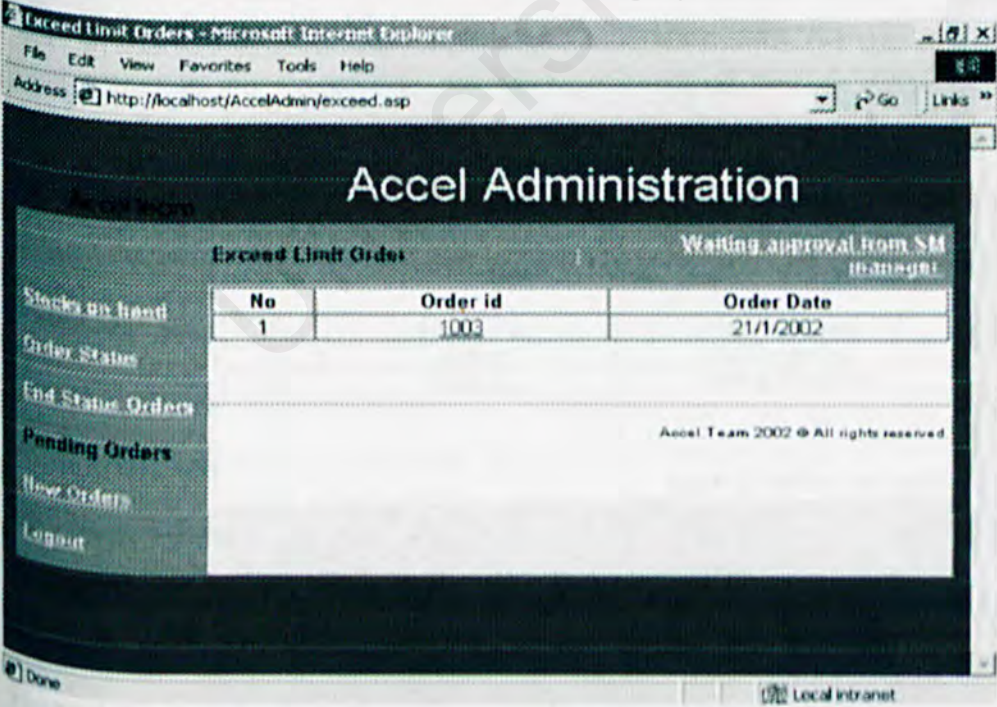 Exceed Limit Orders - Microsoft Internet Explorer
File Edit View Favorites Tools Help
Address http://localhost/AccelAdmin/exceed.asp Go Links »
Accel Administration
Accel Team
Exceed Limit Order
Waiting approval from SM
manager
Stocks on hand
Order Status
End Status Orders
Pending Orders
New Orders
Logout
No Order id Order Date
1 1003 21/1/2002
Accel Team 2002 © All rights reserved
Done
Local intranet